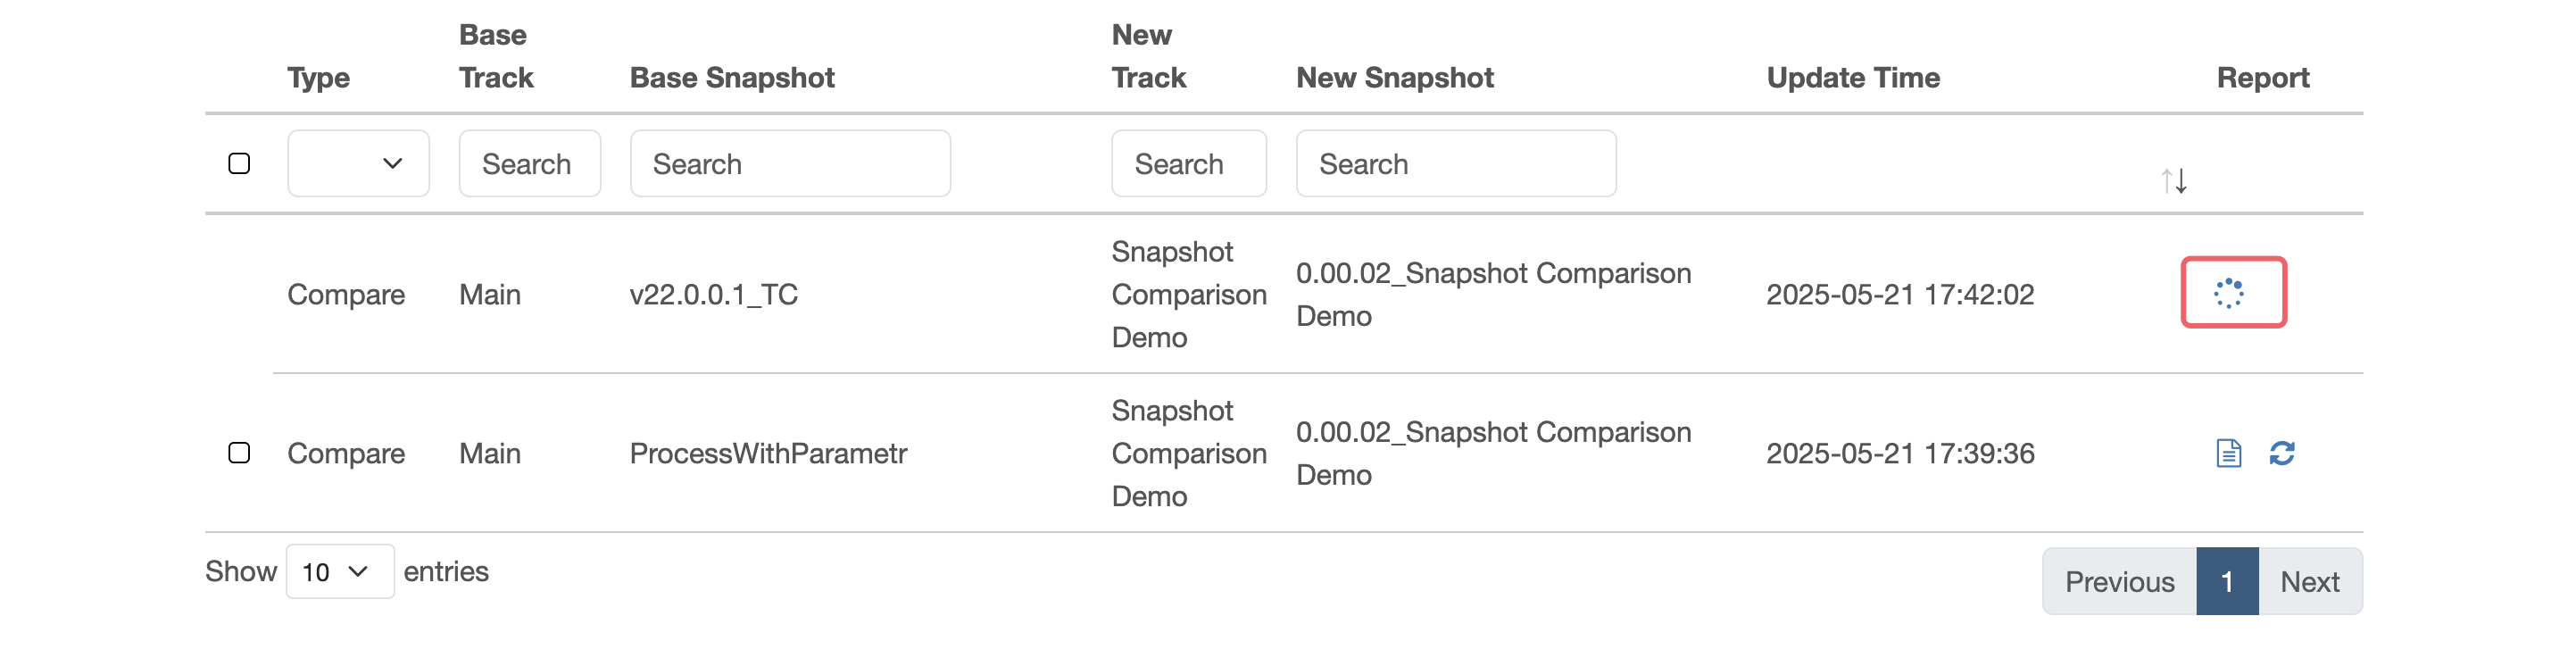 Type
Base
Track
Base Snapshot
New
Track
New Snapshot
Update Time
Report
Search
Search
Search
Search
Compare
Main
v22.0.0.1_TC
Snapshot
Comparison
Demo
0.00.02_Snapshot Comparison
Demo
2025-05-21 17:42:02
Compare
Main
ProcessWithParametr
Snapshot
Comparison
Demo
0.00.02_Snapshot Comparison
Demo
2025-05-21 17:39:36
Show 10 entries
Previous 1 Next